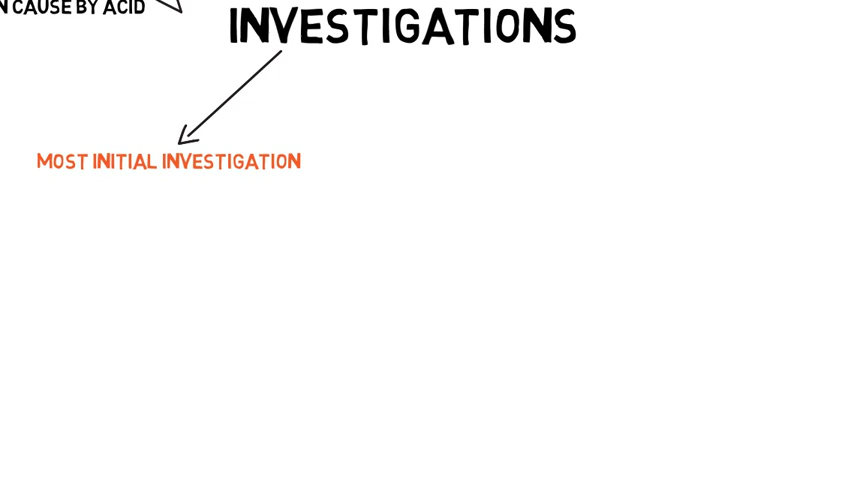 N CAUSE BY ACID
INVESTIGATIONS
MOST INITIAL INVESTIGATION